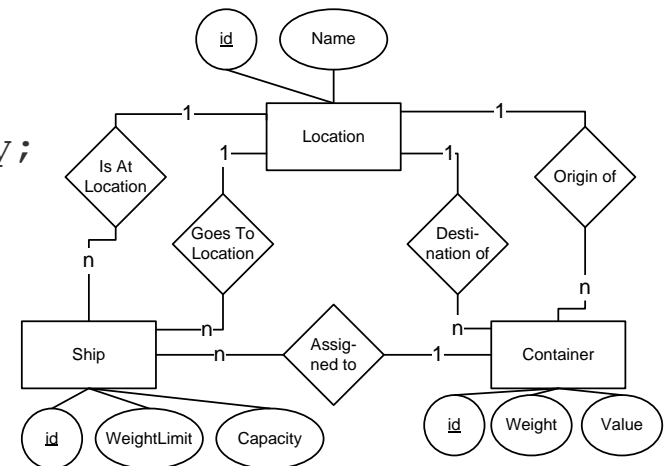 id
Name
1
1
y;
Location
1
1
Is At
Location
Origin of
Goes To
Location
Desti-
nation of
n
n
n
n
Ship
n
Assig-
ned to
1
Container
id
WeightLimit
Capacity
id
Weight
Value